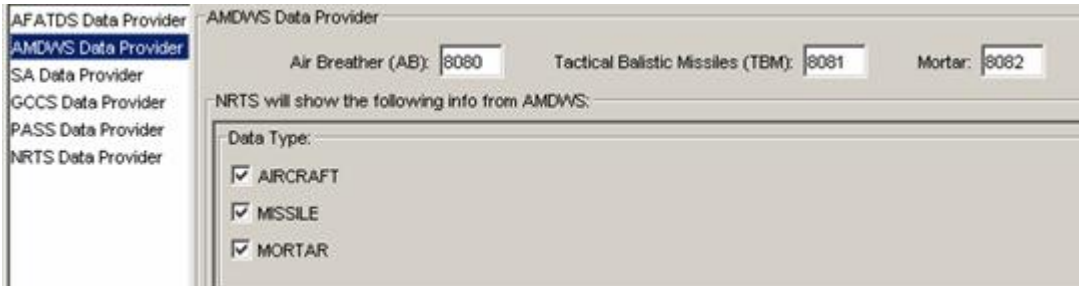 AFATDS Data Provider
AMDWS Data Provider
SA Data Provider
GCCS Data Provider
PASS Data Provider
NRTS Data Provider
AMDWS Data Provider
Air Breather (AB): 8080 Tactical Balistic Missiles (TBM): 8081 Mortar: 8082
NRTS will show the following info from AMDWS:
Data Type:
AIRCRAFT
MISSILE
MORTAR